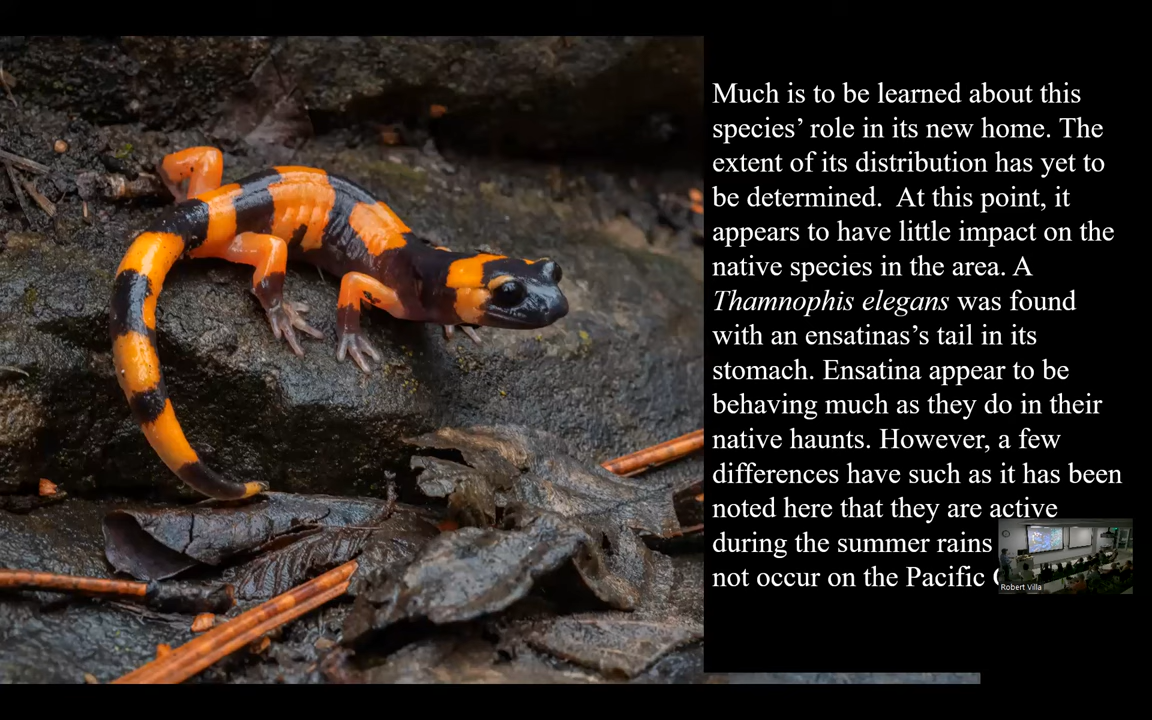 Much is to be learned about this
species’ role in its new home. The
extent of its distribution has yet to
be determined.  At this point, it
appears to have little impact on the
native species in the area. A
Thamnophis elegans was found
with an ensatinas’s tail in its
stomach. Ensatina appear to be
behaving much as they do in their
native haunts. However, a few
differences have such as it has been
noted here that they are active
during the summer rains
not occur on the Pacific
Robert Villa